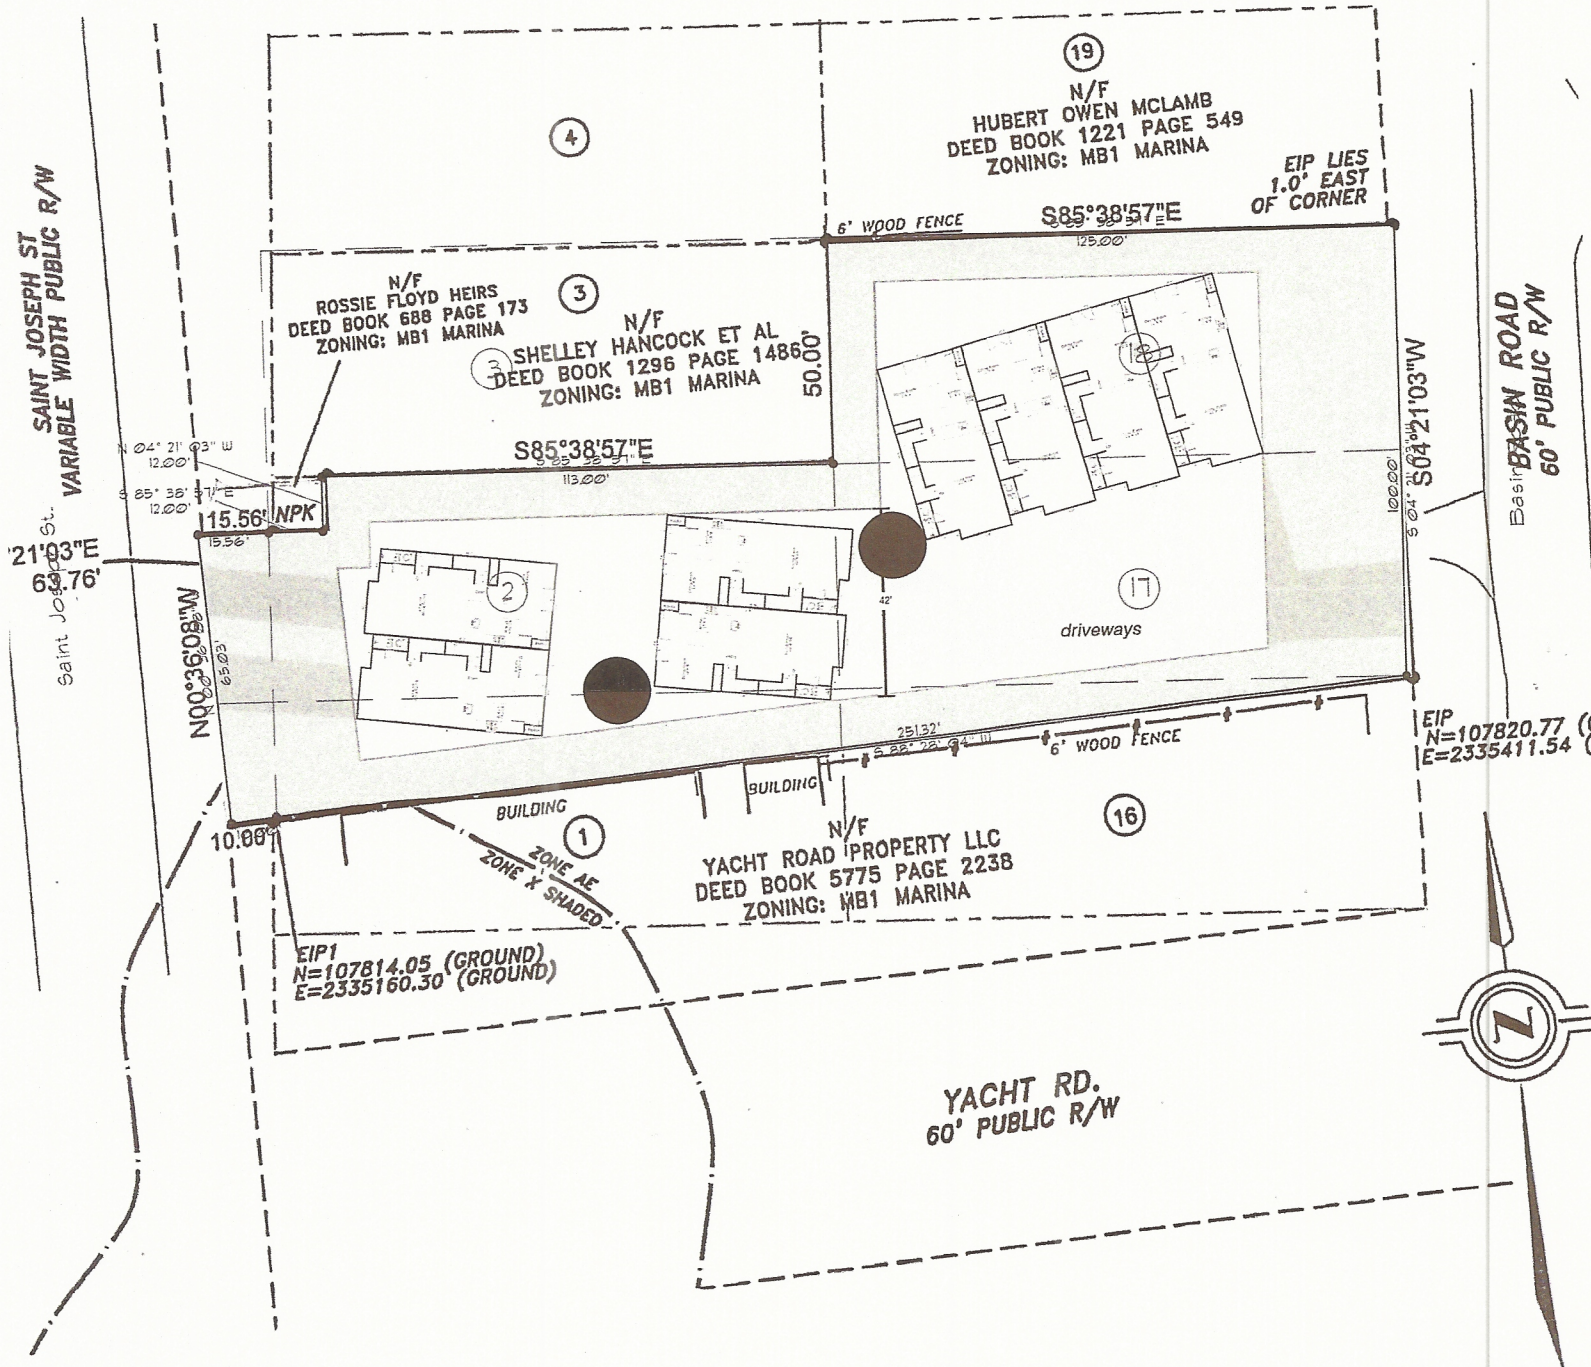 19
N/F
HUBERT OWEN MCLAMB
DEED BOOK 1221 PAGE 549
ZONING: MB1 MARINA
4
EIP LIES
1.0' EAST
OF CORNER
SAINT JOSEPH ST
VARIABLE WIDTH PUBLIC R/W
6' WOOD FENCE
S85°38'57"E
125.00'
N/F
ROSSIE FLOYD HEIRS
DEED BOOK 688 PAGE 173
ZONING: MB1 MARINA
3
N/F
SHELLEY HANCOCK ET AL
DEED BOOK 1296 PAGE 1486
ZONING: MB1 MARINA
3
50.00'
18
S04°21'03"W
100.00'
BASIN ROAD
60' PUBLIC R/W
N 04° 21' 03" W
12.00'
S 85° 38' 57" E
12.00'
S85°38'57"E
113.00'
15.56'
NPK
15.56'
'21'03"E
63.76'
Saint Joseph St.
N00°36'08"W
65.03'
2
42'
17
driveways
251.32'
6' WOOD FENCE
EIP
N=107820.77
E=2335411.54
10.00'
BUILDING
BUILDING
1
16
ZONE AE
ZONE X SHADED
N/F
YACHT ROAD PROPERTY LLC
DEED BOOK 5775 PAGE 2238
ZONING: MB1 MARINA
EIP1
N=107814.05 (GROUND)
E=2335160.30 (GROUND)
N
YACHT RD.
60' PUBLIC R/W